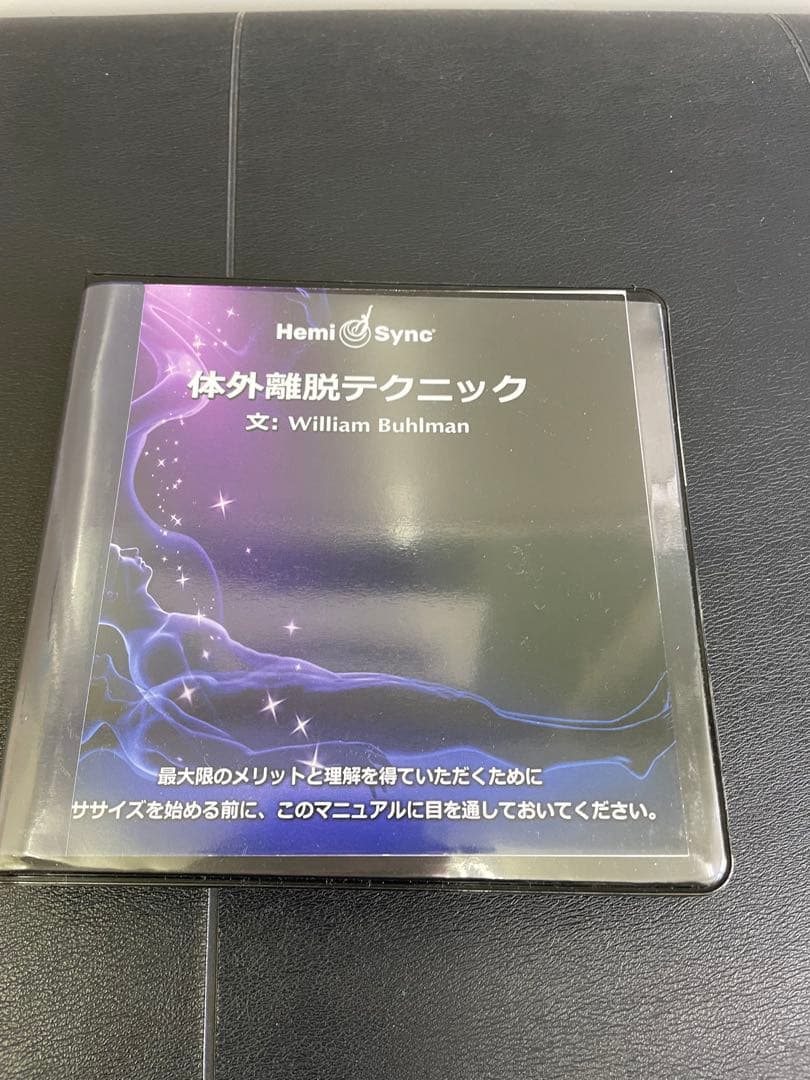 Hemi Sync®
体外離脱テクニック
文: William Buhlman
最大限のメリットと理解を得ていただくために
ササイズを始める前に、このマニュアルに目を通しておいてください。